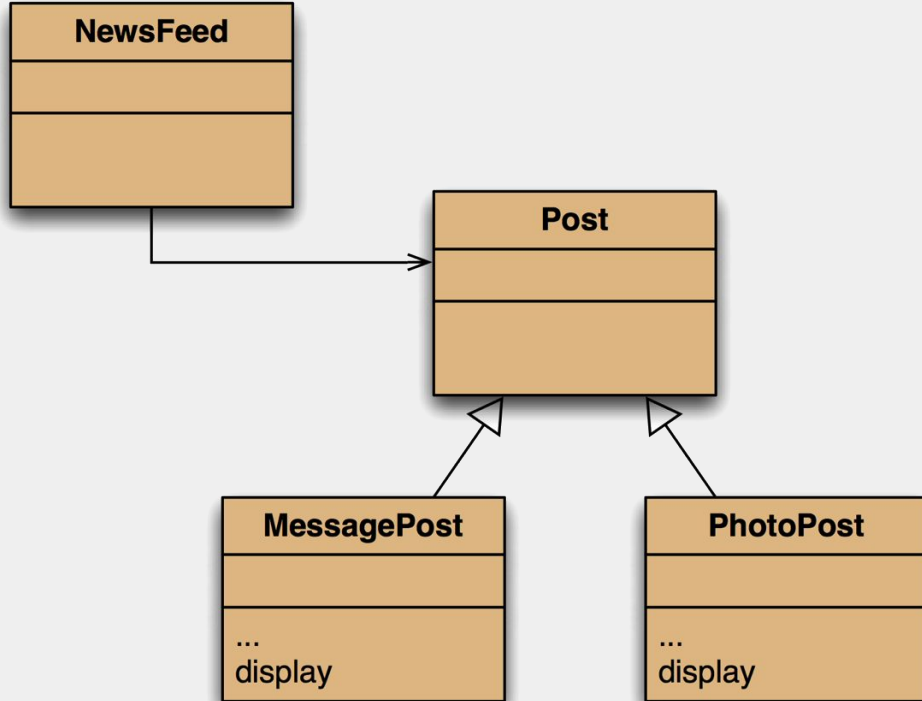 NewsFeed
Post
MessagePost
...
display
PhotoPost
...
display